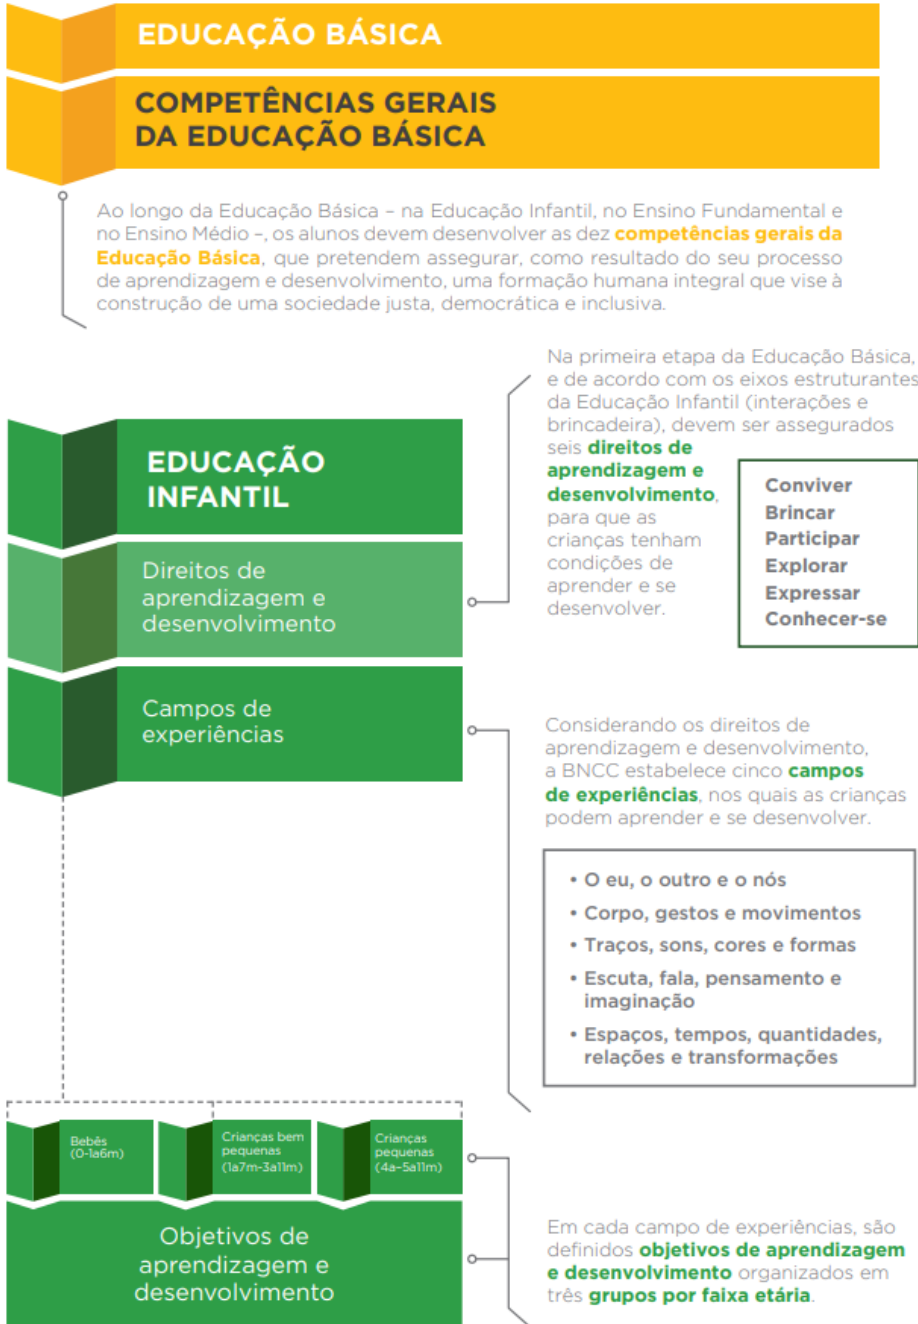 EDUCAÇÃO BÁSICA
COMPETÊNCIAS GERAIS
DA EDUCAÇÃO BÁSICA
Ao longo da Educação Básica – na Educação Infantil, no Ensino Fundamental e
no Ensino Médio –, os alunos devem desenvolver as dez competências gerais da
Educação Básica, que pretendem assegurar, como resultado do seu processo
de aprendizagem e desenvolvimento, uma formação humana integral que vise à
construção de uma sociedade justa, democrática e inclusiva.
EDUCAÇÃO
INFANTIL
Direitos de
aprendizagem e
desenvolvimento
Na primeira etapa da Educação Básica,
e de acordo com os eixos estruturantes
da Educação Infantil (interações e
brincadeira), devem ser assegurados
seis direitos de
aprendizagem e
desenvolvimento,
para que as
crianças tenham
condições de
aprender e se
desenvolver.
Conviver
Brincar
Participar
Explorar
Expressar
Conhecer-se
Campos de
experiências
Considerando os direitos de
aprendizagem e desenvolvimento,
a BNCC estabelece cinco campos
de experiências, nos quais as crianças
podem aprender e se desenvolver.
• O eu, o outro e o nós
• Corpo, gestos e movimentos
• Traços, sons, cores e formas
• Escuta, fala, pensamento e
imaginação
• Espaços, tempos, quantidades,
relações e transformações
Bebês
(0-1a6m)
Crianças bem
pequenas
(1a7m-3a11m)
Crianças
pequenas
(4a–5a11m)
Objetivos de
aprendizagem e
desenvolvimento
Em cada campo de experiências, são
definidos objetivos de aprendizagem
e desenvolvimento organizados em
três grupos por faixa etária.